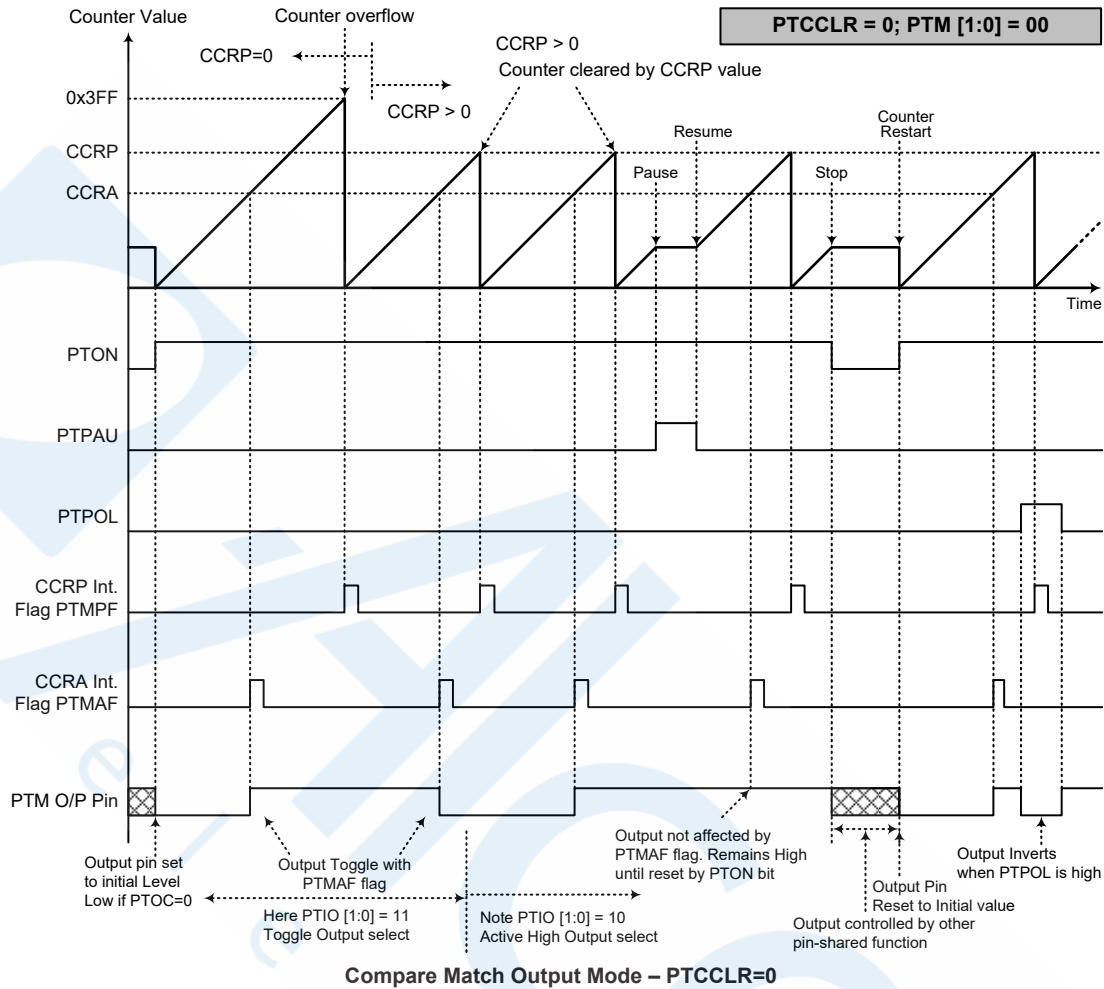 Counter Value
Counter overflow
PTCCLR = 0; PTM [1:0] = 00
CCRP=0
CCRP > 0
CCRP > 0
Counter cleared by CCRP value
0x3FF
CCRP
CCRA
Pause
Resume
Stop
Counter
Restart
Time
PTON
PTPAU
PTPOL
CCRP Int.
Flag PTMPF
CCRA Int.
Flag PTMAF
PTM O/P Pin
Output pin set
to initial Level
Low if PTOC=0
Output Toggle with
PTMAF flag
Here PTIO [1:0] = 11
Toggle Output select
Note PTIO [1:0] = 10
Active High Output select
Output not affected by
PTMAF flag. Remains High
until reset by PTON bit
Output Pin
Reset to Initial value
Output controlled by other
pin-shared function
Output Inverts
when PTPOL is high
Compare Match Output Mode – PTCCLR=0